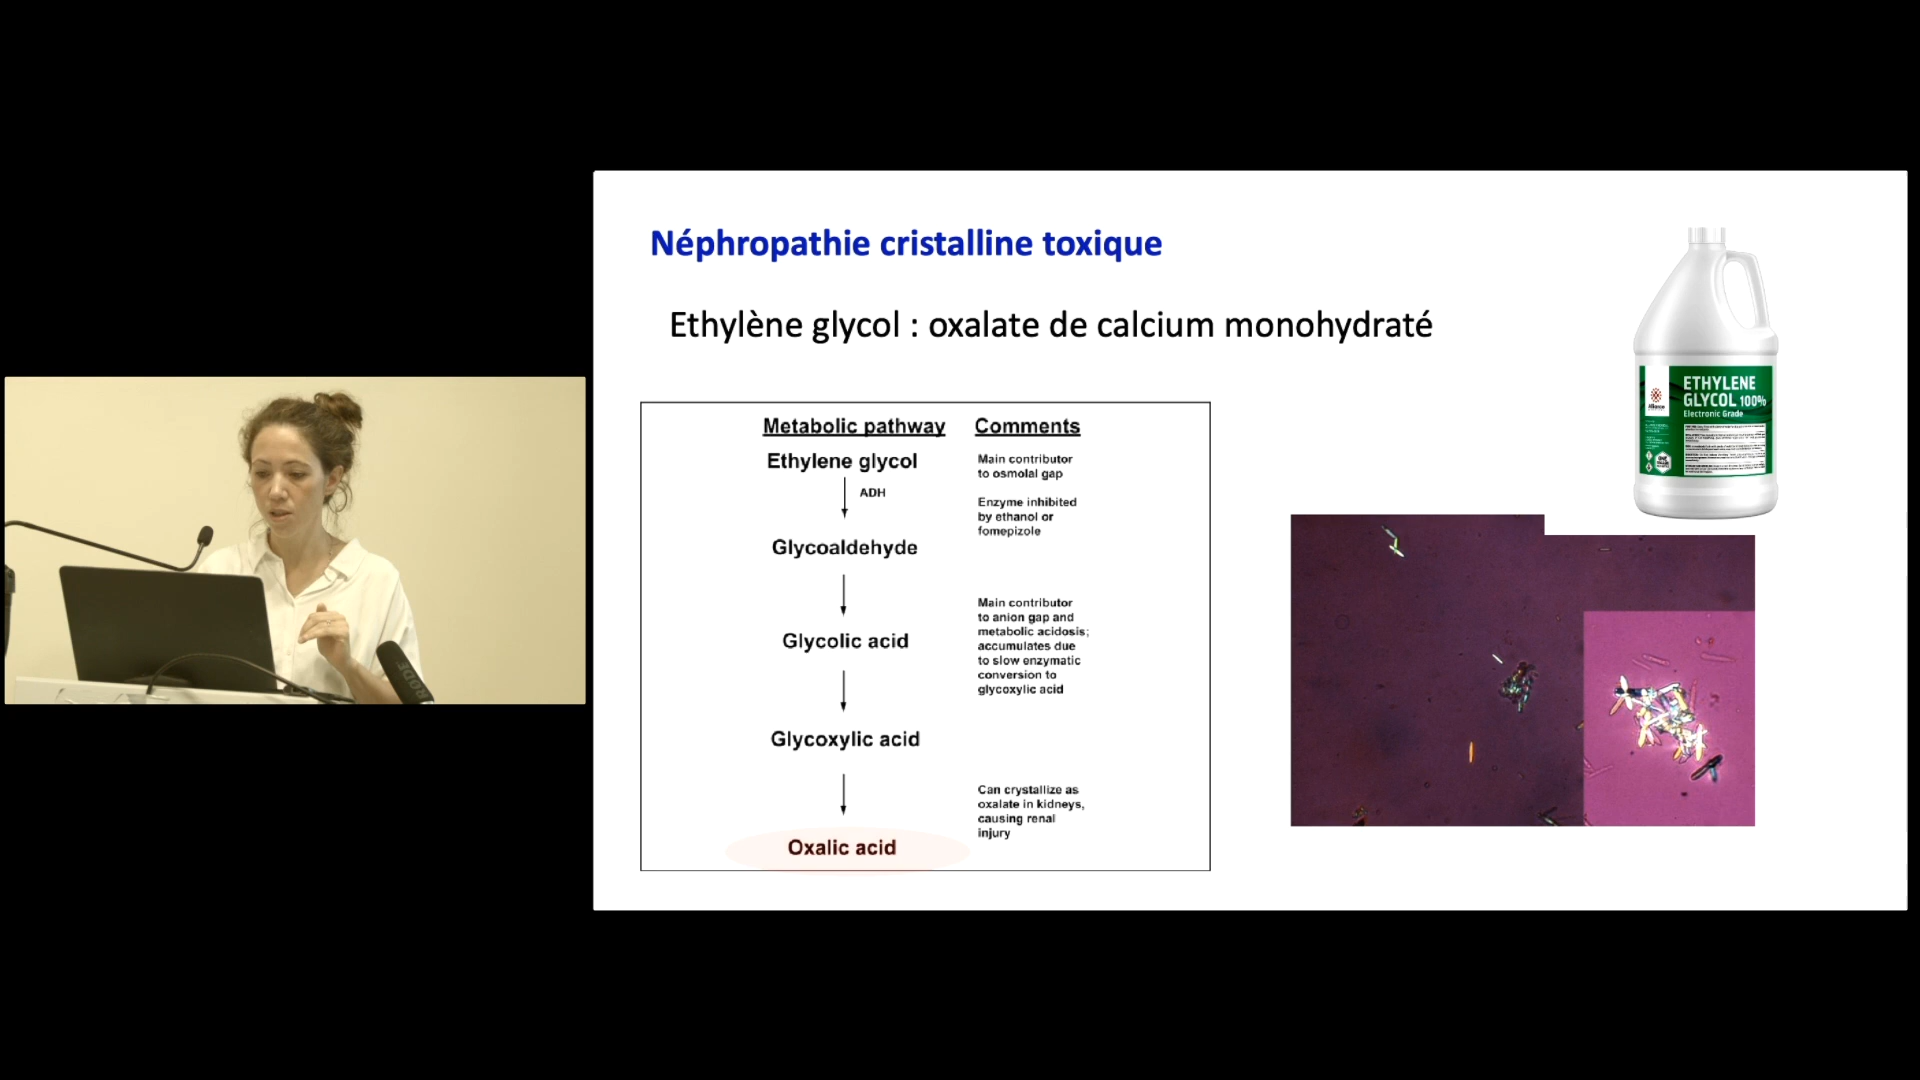 Néphropathie cristalline toxique
Ethylène glycol : oxalate de calcium monohydraté
Metabolic pathway
Comments
Ethylene glycol
Main contributor
to osmolal gap
ADH
Enzyme inhibited
by ethanol or
fomepizole
Glycoaldehyde
Main contributor
to anion gap and
metabolic acidosis;
accumulates due
to slow enzymatic
conversion to
glycoxylic acid
Glycolic acid
Glycoxylic acid
Can crystallize as
oxalate in kidneys,
causing renal
injury
Oxalic acid
ETHYLENE
GLYCOL 100%
Electronic Grade
Alliance
RØDE